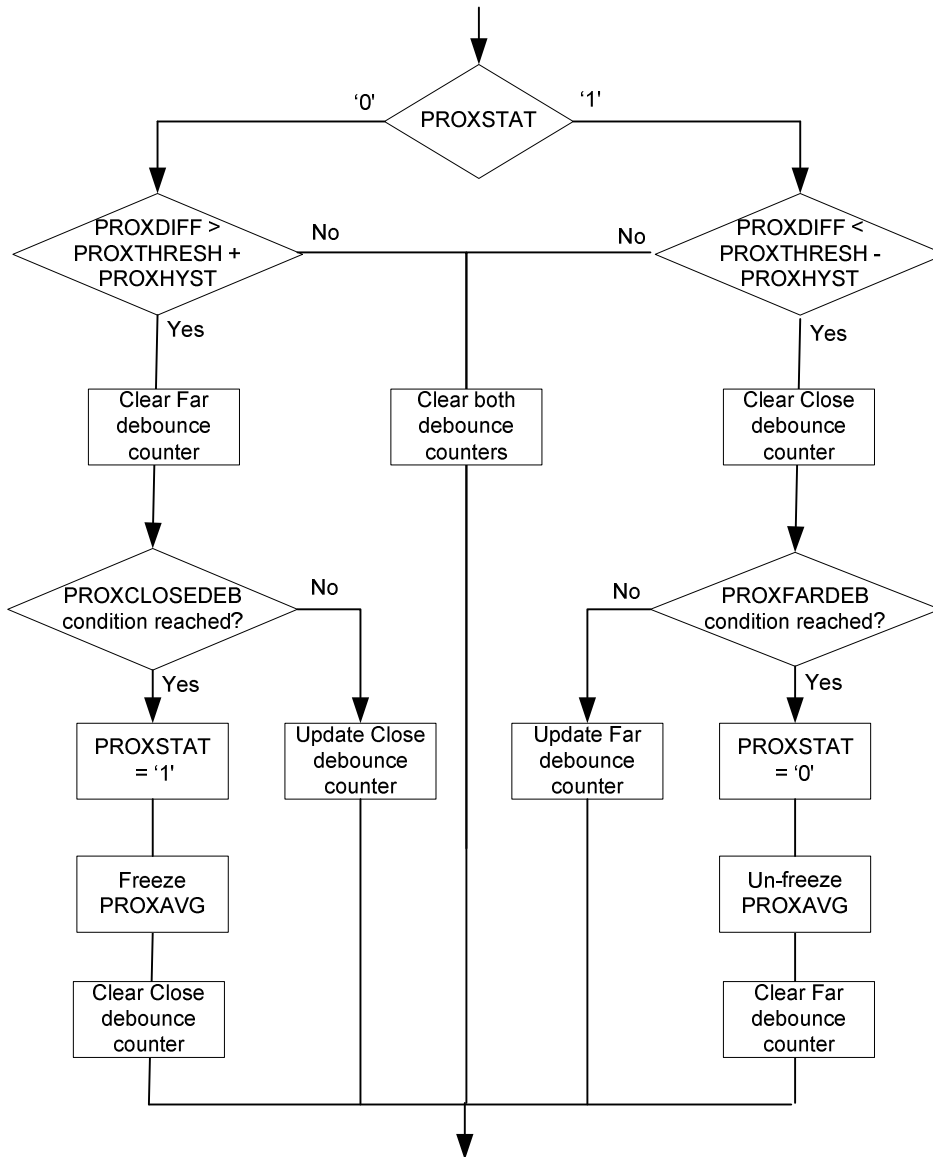 ‘0'
PROXSTAT
‘1'
PROXDIFF >
PROXTHRESH +
PROXHYST
No
No
PROXDIFF <
PROXTHRESH -
PROXHYST
Yes
Yes
Clear Far
debounce
counter
Clear both
debounce
counters
Clear Close
debounce
counter
PROXCLOSEDEB
condition reached?
No
No
PROXFARDEB
condition reached?
Yes
Yes
PROXSTAT
= ‘1'
Update Close
debounce
counter
Update Far
debounce
counter
PROXSTAT
= ‘0'
Freeze
PROXAVG
Un-freeze
PROXAVG
Clear Close
debounce
counter
Clear Far
debounce
counter